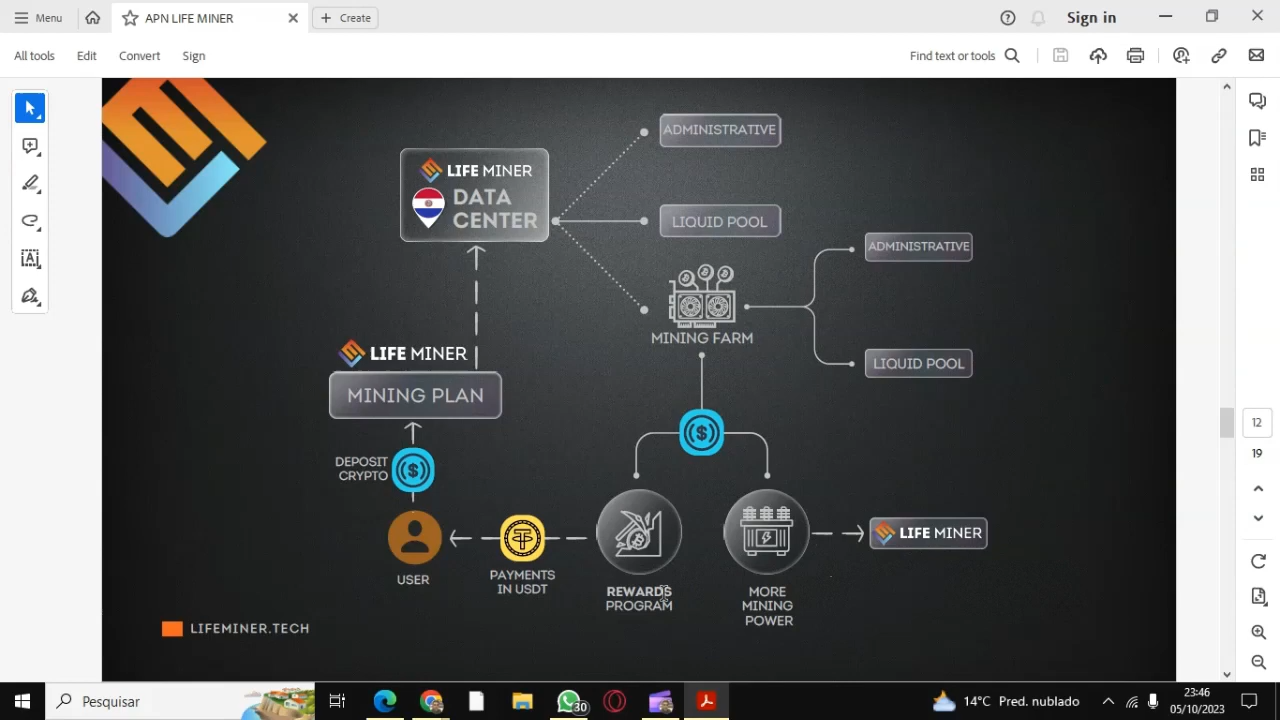 Menu
APN LIFE MINER
Create
Sign in
All tools
Edit
Convert
Sign
Find text or tools
ADMINISTRATIVE
LIFE MINER
DATA
CENTER
LIQUID POOL
ADMINISTRATIVE
MINING FARM
LIFE MINER
LIQUID POOL
MINING PLAN
DEPOSIT
CRYPTO
LIFE MINER
USER
PAYMENTS
IN USDT
REWARDS
PROGRAM
MORE
MINING
POWER
LIFEMINER.TECH
12
19
Pesquisar
30
14°C Pred. nublado
23:46
05/10/2023